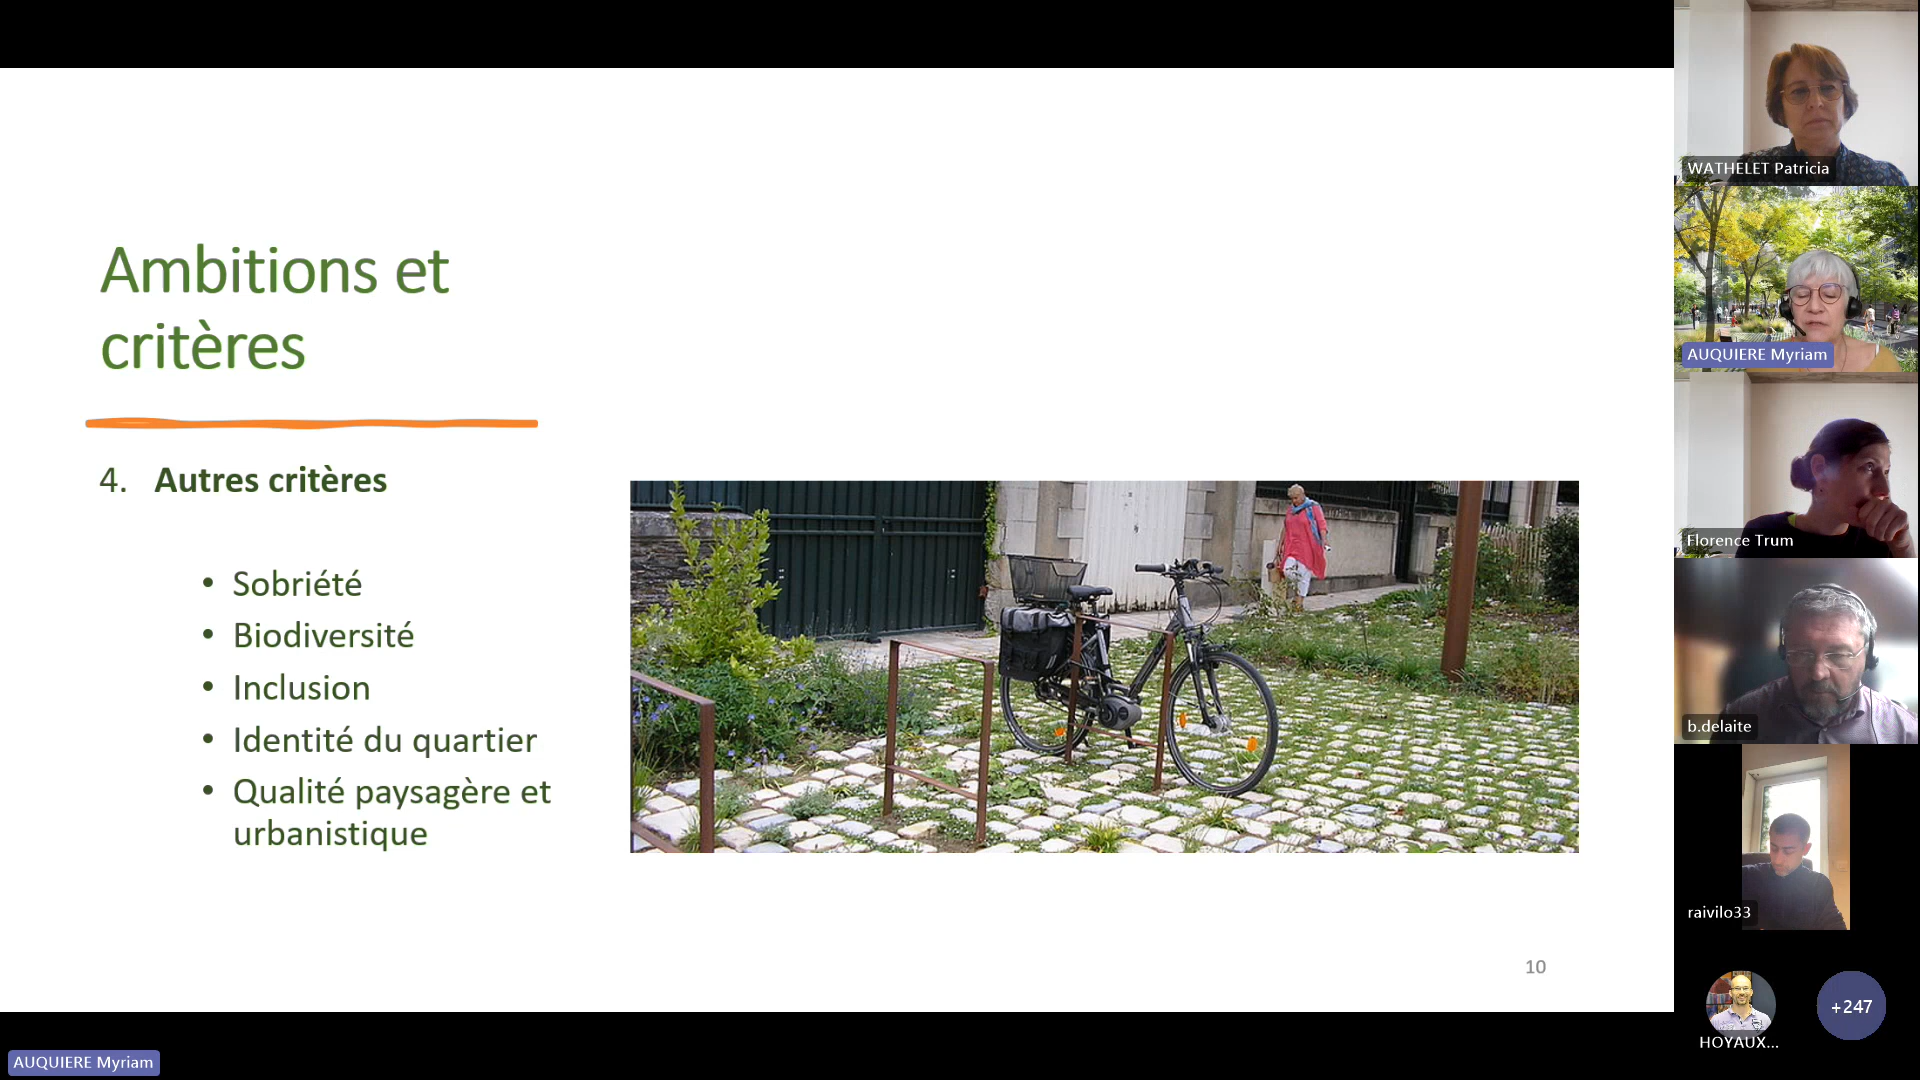 Ambitions et
critères
4. Autres critères
• Sobriété
• Biodiversité
• Inclusion
• Identité du quartier
• Qualité paysagère et
urbanistique
10
WATHELET Patricia
AUQUIERE Myriam
Florence Trum
b.delaite
raivilo33
HOYAUX...
+247
AUQUIERE Myriam